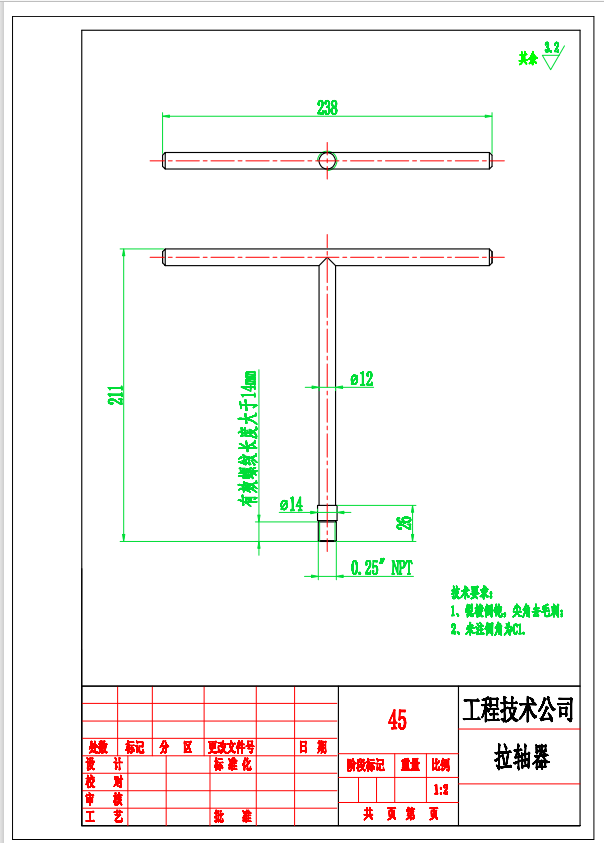 其余 3.2
238
211
ø12
有效螺纹长度大于14mm
ø14
26
0.25″ NPT
技术要求:
1、锐棱倒钝，尖角去毛刺;
2、未注倒角为C1.
45
工程技术公司
拉轴器
处数 标记 分 区 更改文件号 日 期
设 计 标 准 化
校 对
审 核
工 艺 批 准
阶段标记 重量 比例
1:2
共 页 第 页